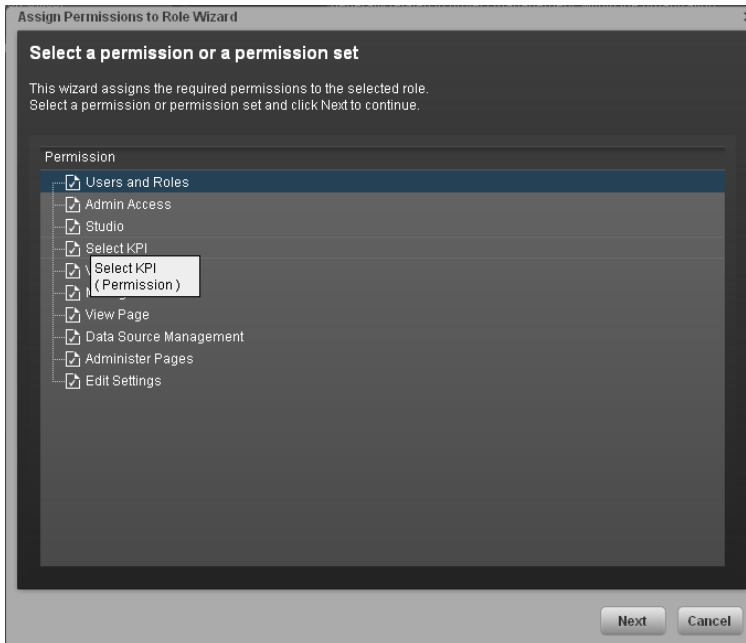 Assign Permissions to Role Wizard
Select a permission or a permission set
This wizard assigns the required permissions to the selected role.
Select a permission or permission set and click Next to continue.
Permission
Users and Roles
Admin Access
Studio
Select KPI
Select KPI
( Permission )
View Page
Data Source Management
Administer Pages
Edit Settings
Next Cancel